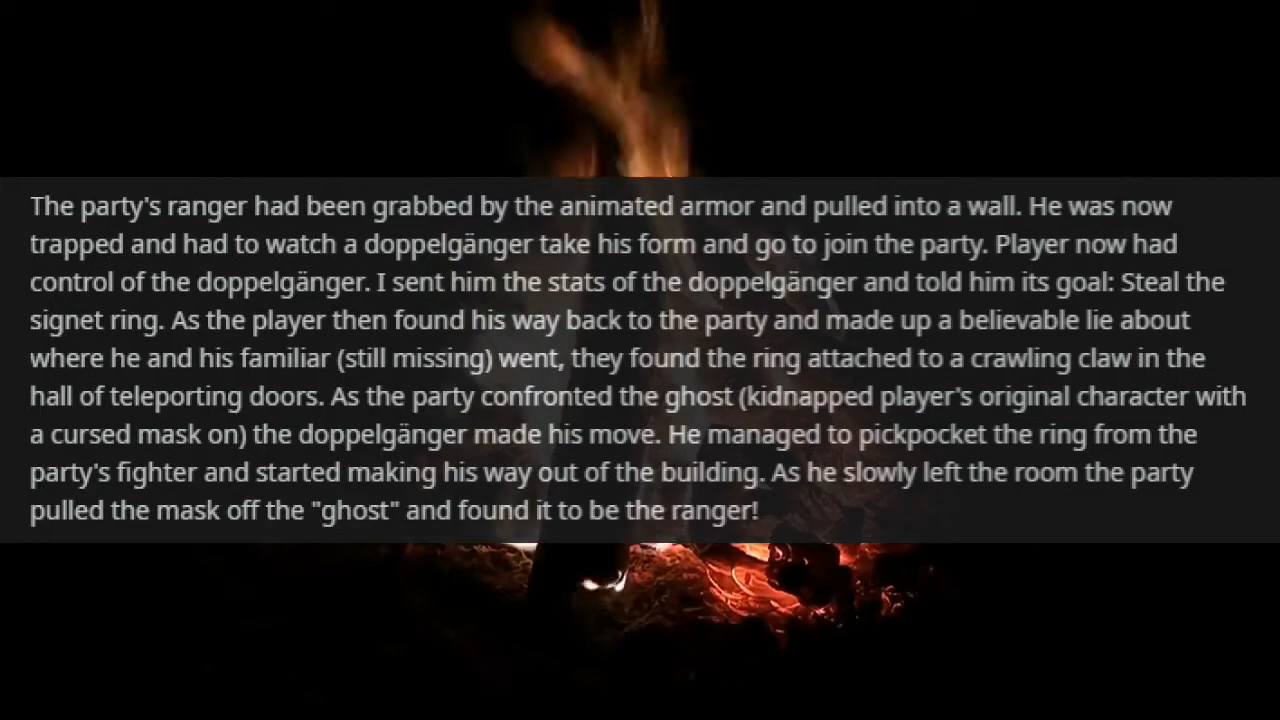 The party's ranger had been grabbed by the animated armor and pulled into a wall. He was now
trapped and had to watch a doppelgänger take his form and go to join the party. Player now had
control of the doppelgänger. I sent him the stats of the doppelgänger and told him its goal: Steal the
signet ring. As the player then found his way back to the party and made up a believable lie about
where he and his familiar (still missing) went, they found the ring attached to a crawling claw in the
hall of teleporting doors. As the party confronted the ghost (kidnapped player's original character with
a cursed mask on) the doppelgänger made his move. He managed to pickpocket the ring from the
party's fighter and started making his way out of the building. As he slowly left the room the party
pulled the mask off the "ghost" and found it to be the ranger!